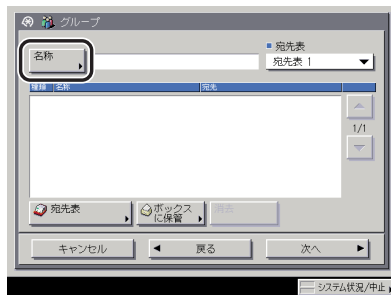 グループ
名称
■ 宛先表
宛先表 1
種類 名称 宛先
1/1
宛先表
ボックス
に保管
消去
キャンセル
戻る
次へ
システム状況/中止